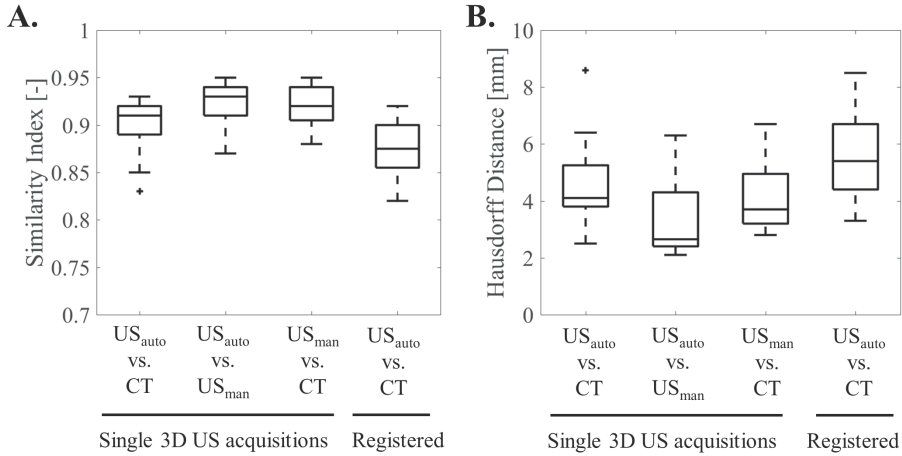 A.
Similarity Index [-]
1
0.95
0.9
0.85
0.8
0.75
0.7
US_auto vs. CT
US_auto vs. US_man
US_man vs. CT
US_auto vs. CT
Single 3D US acquisitions
Registered
B.
Hausdorff Distance [mm]
10
8
6
4
2
0
US_auto vs. CT
US_auto vs. US_man
US_man vs. CT
US_auto vs. CT
Single 3D US acquisitions
Registered